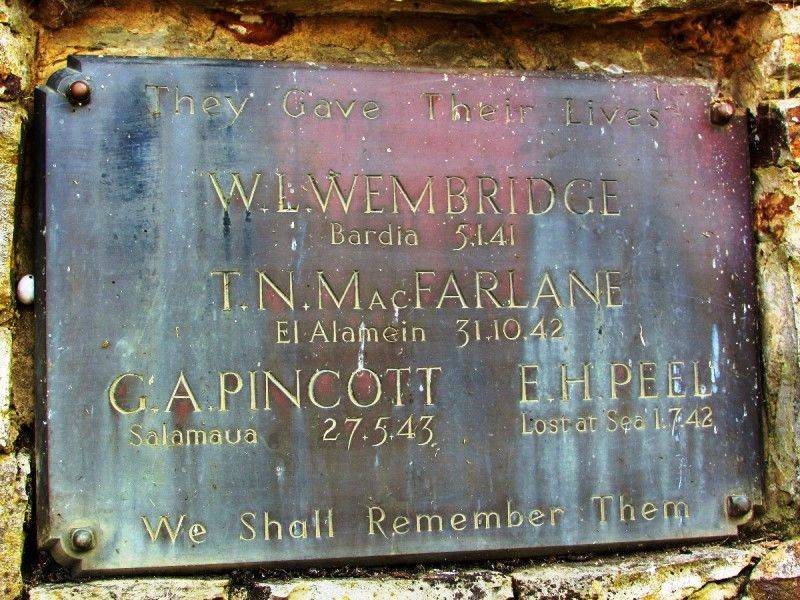 They Gave Their Lives
W.L.WEMBRIDGE
Bardia 5.1.41
T.N.MACFARLANE
El Alamein 31.10.42
G.A.PINCOTT E.H.PEEL
Salamaua 27.5.43 Lost at Sea 1.7.42
We Shall Remember Them